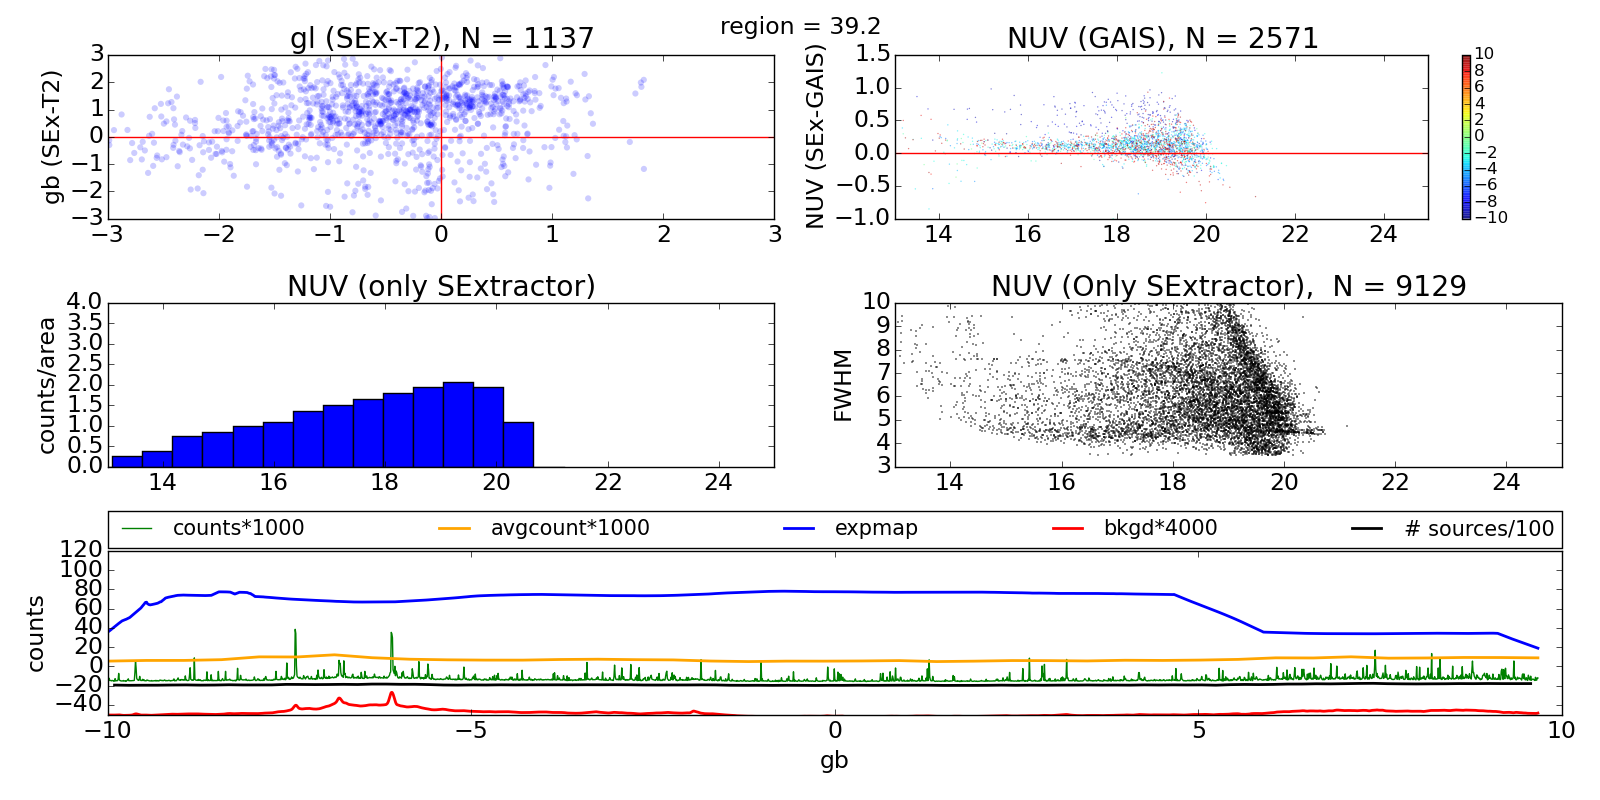 region = 39.2
gl (SEx-T2), N = 1137
gb (SEx-T2)
3
2
1
0
−1
−2
−3
−3 −2 −1 0 1 2 3
NUV (GAIS), N = 2571
NUV (SEx-GAIS)
1.5
1.0
0.5
0.0
−0.5
−1.0
14 16 18 20 22 24
10
8
6
4
2
0
−2
−4
−6
−8
−10
NUV (only SExtractor)
counts/area
4.0
3.5
3.0
2.5
2.0
1.5
1.0
0.5
0.0
14 16 18 20 22 24
NUV (Only SExtractor),  N = 9129
FWHM
10
9
8
7
6
5
4
3
14 16 18 20 22 24
counts*1000 avgcount*1000 expmap bkgd*4000 # sources/100
counts
120
100
80
60
40
20
0
−20
−40
−10 −5 0 5 10
gb